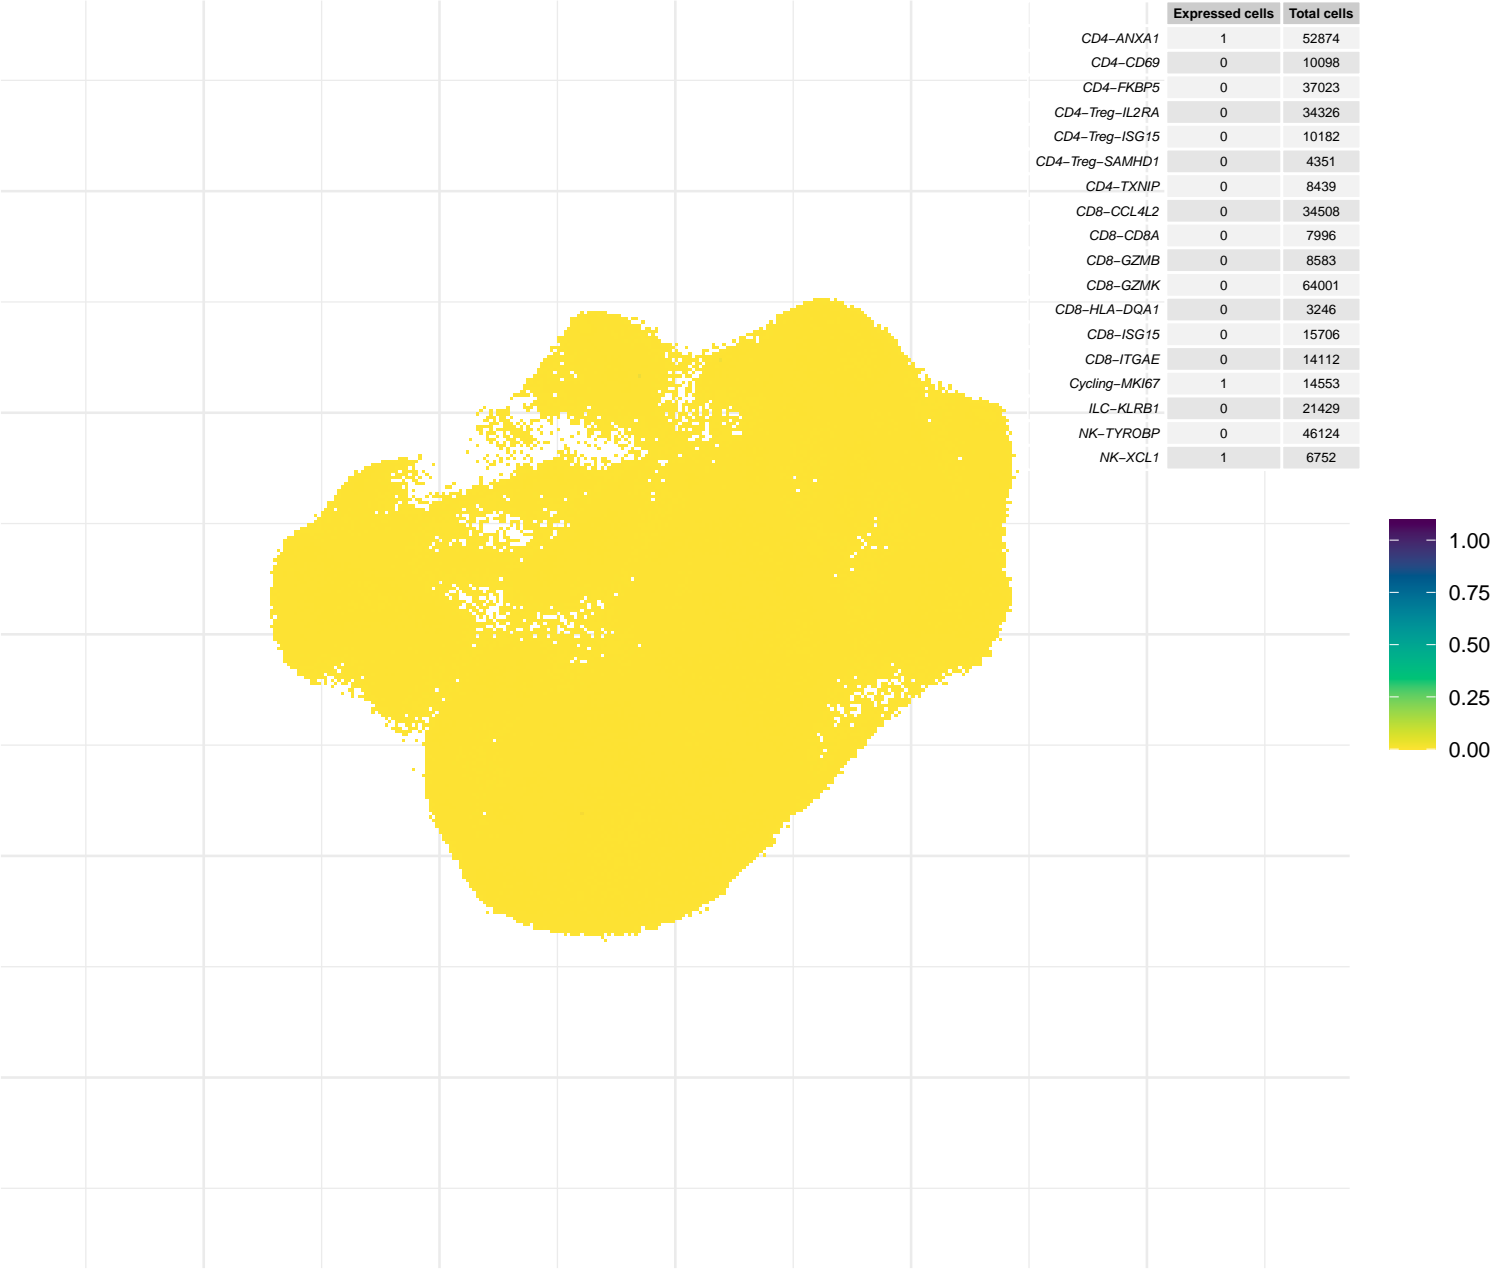 Expressed cells Total cells
CD4−ANXA1 1 52874
CD4−CD69 0 10098
CD4−FKBP5 0 37023
CD4−Treg−IL2RA 0 34326
CD4−Treg−ISG15 0 10182
CD4−Treg−SAMHD1 0 4351
CD4−TXNIP 0 8439
CD8−CCL4L2 0 34508
CD8−CD8A 0 7996
CD8−GZMB 0 8583
CD8−GZMK 0 64001
CD8−HLA−DQA1 0 3246
CD8−ISG15 0 15706
CD8−ITGAE 0 14112
Cycling−MKI67 1 14553
ILC−KLRB1 0 21429
NK−TYROBP 0 46124
NK−XCL1 1 6752
1.00
0.75
0.50
0.25
0.00